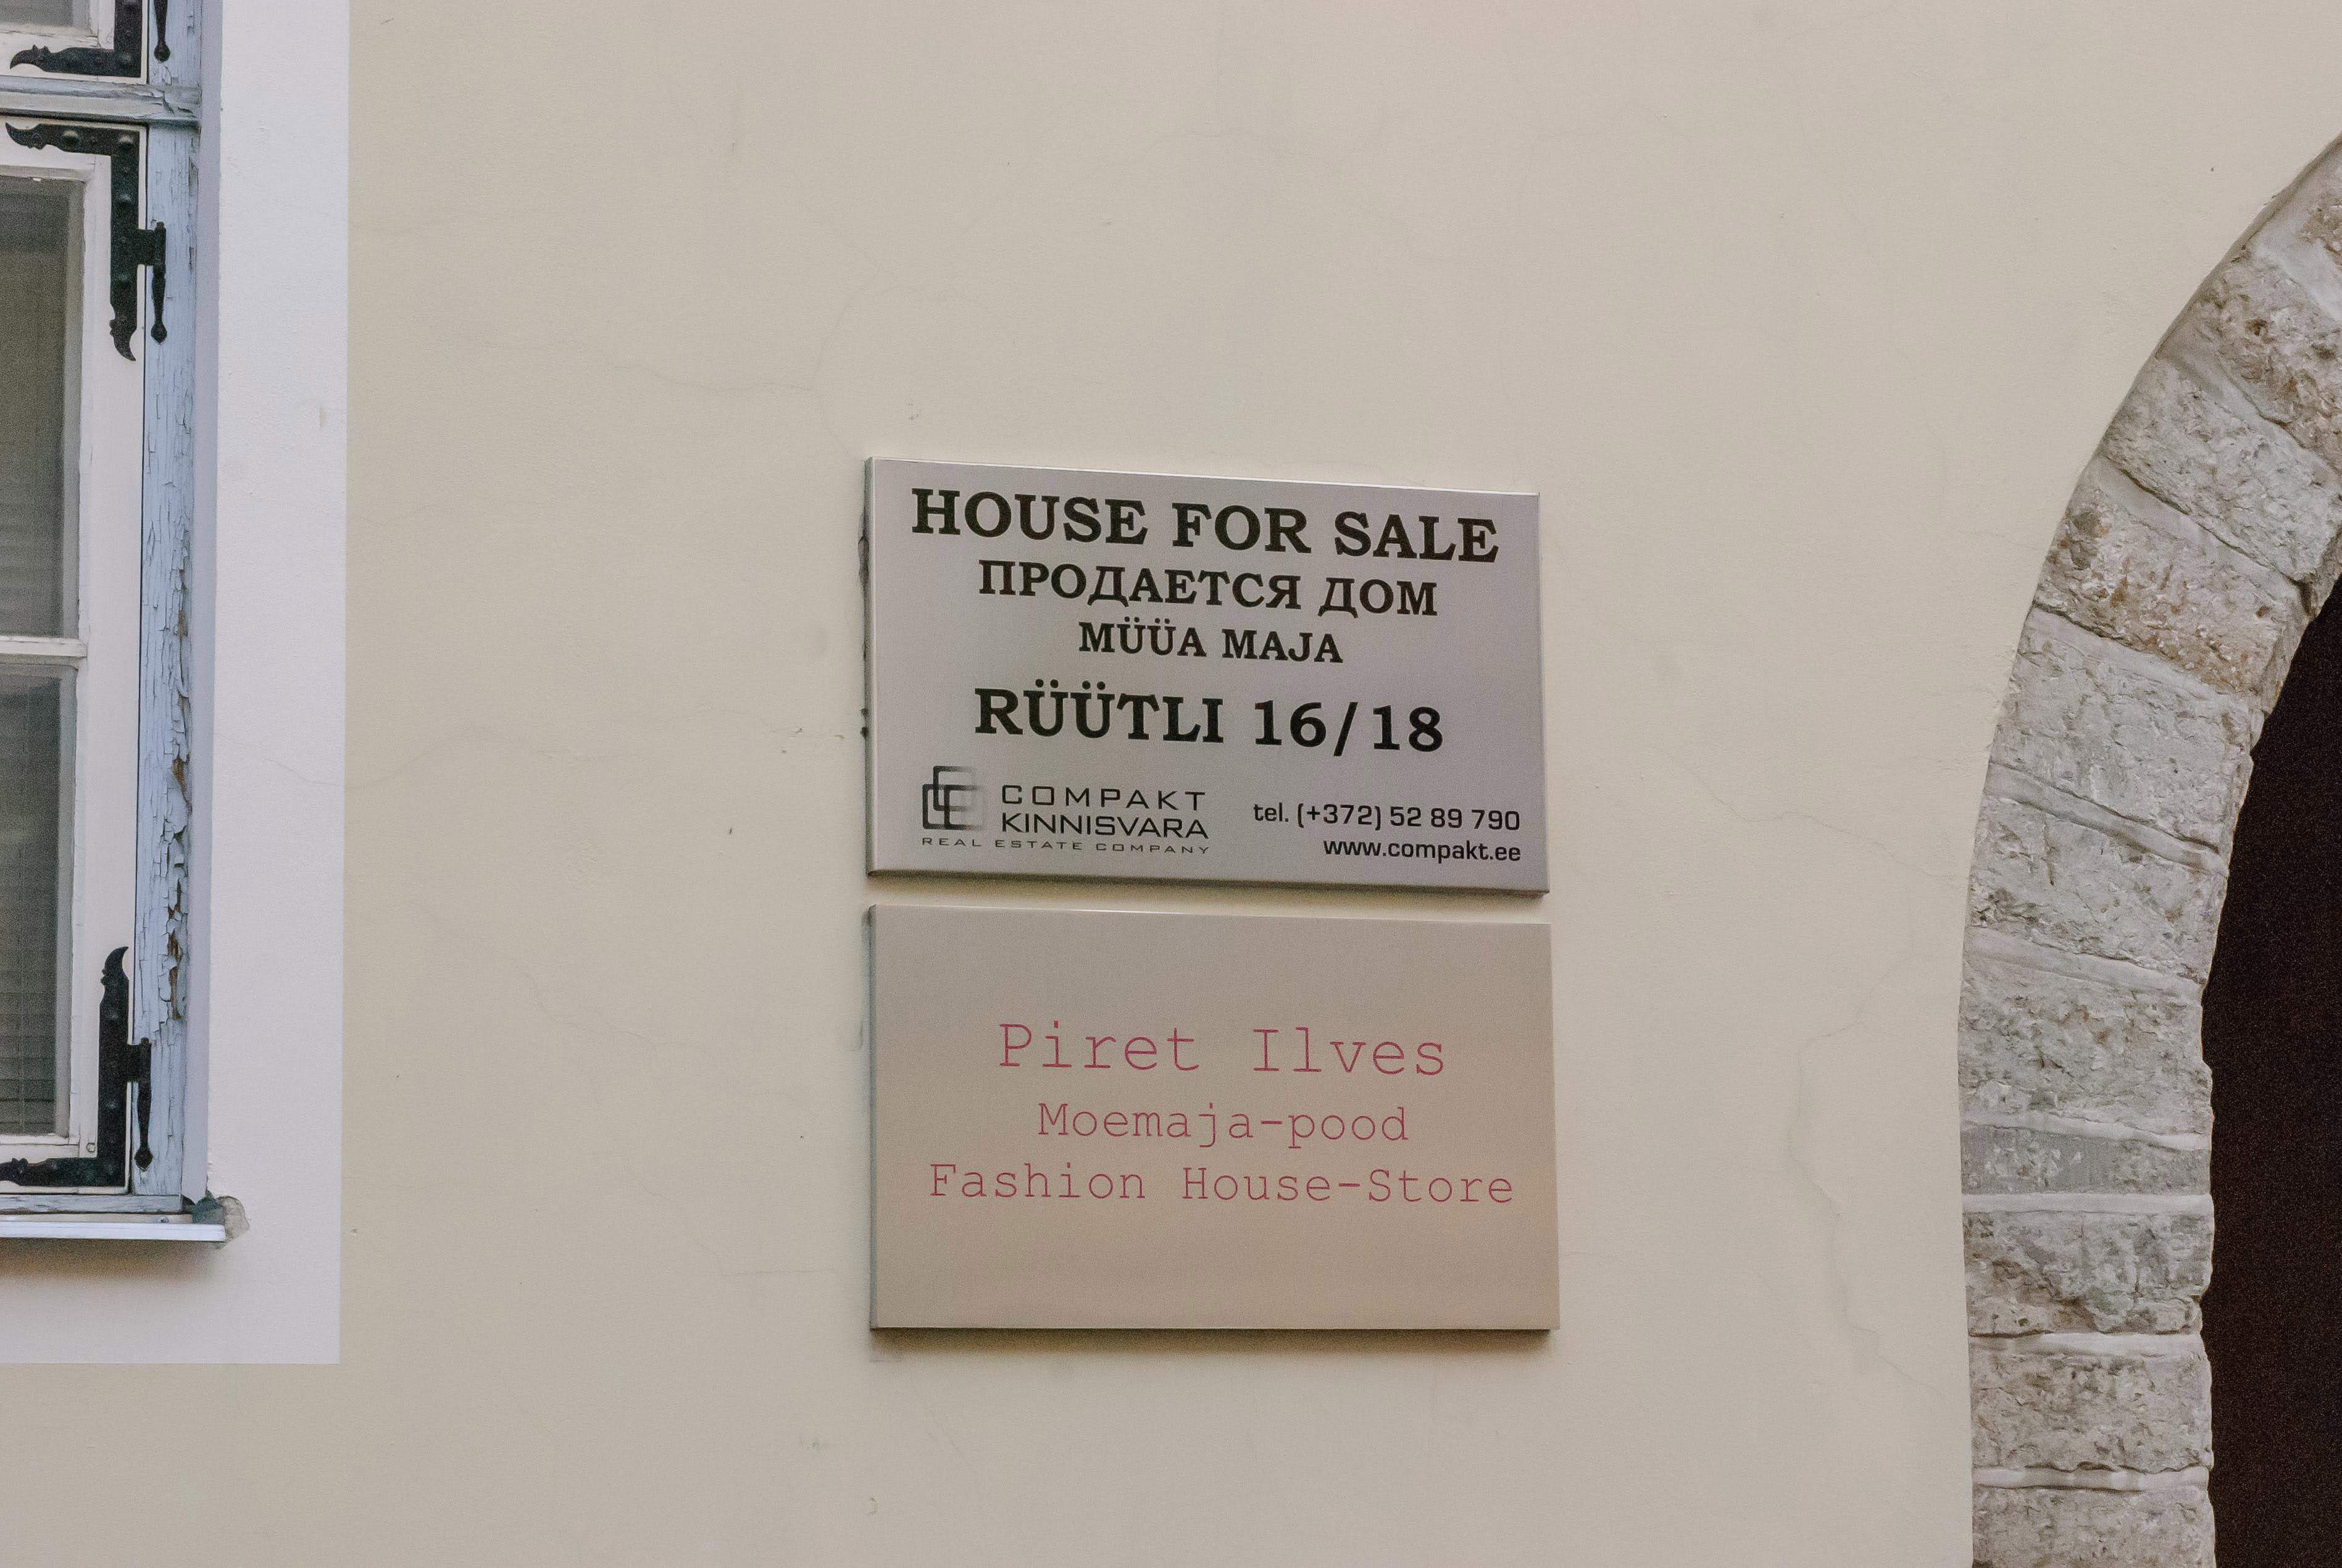 HOUSE FOR SALE
ПРОДАЕТСЯ ДОМ
MÜÜA MAJA
RÜÜTLI 16/18
COMPAKT
KINNISVARA
REAL ESTATE COMPANY
tel. (+372) 52 89 790
www.compakt.ee
Piret Ilves
Moemaja-pood
Fashion House-Store